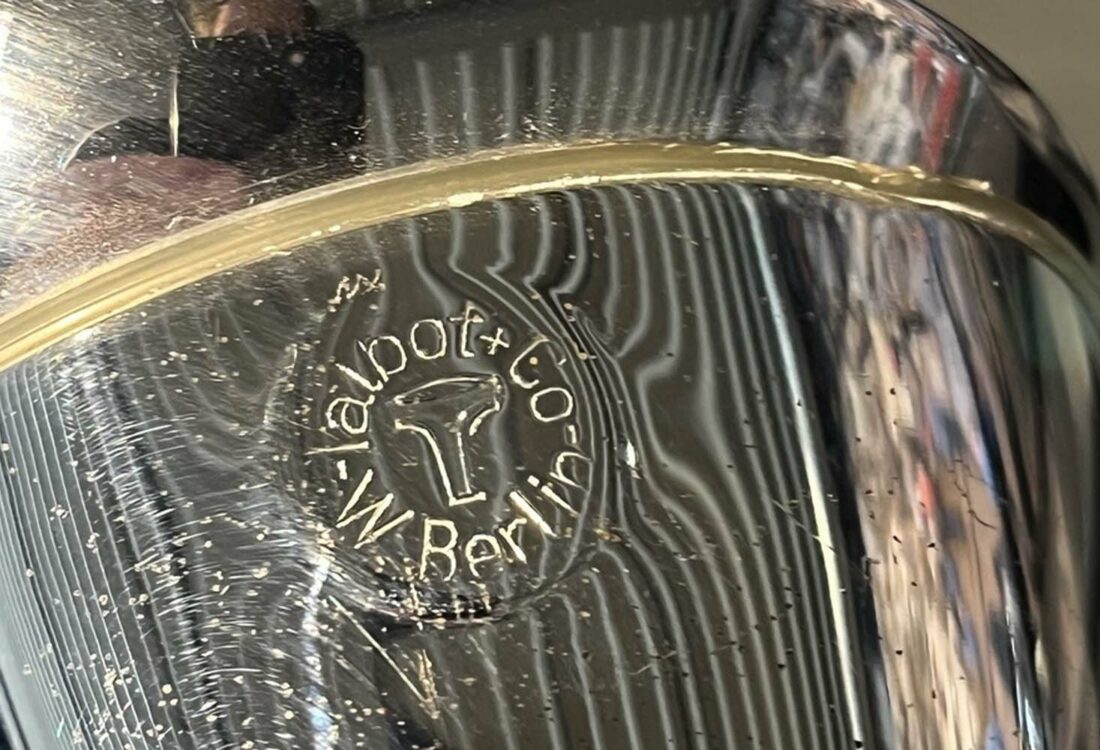 Talbot + Co
- W Berlin -